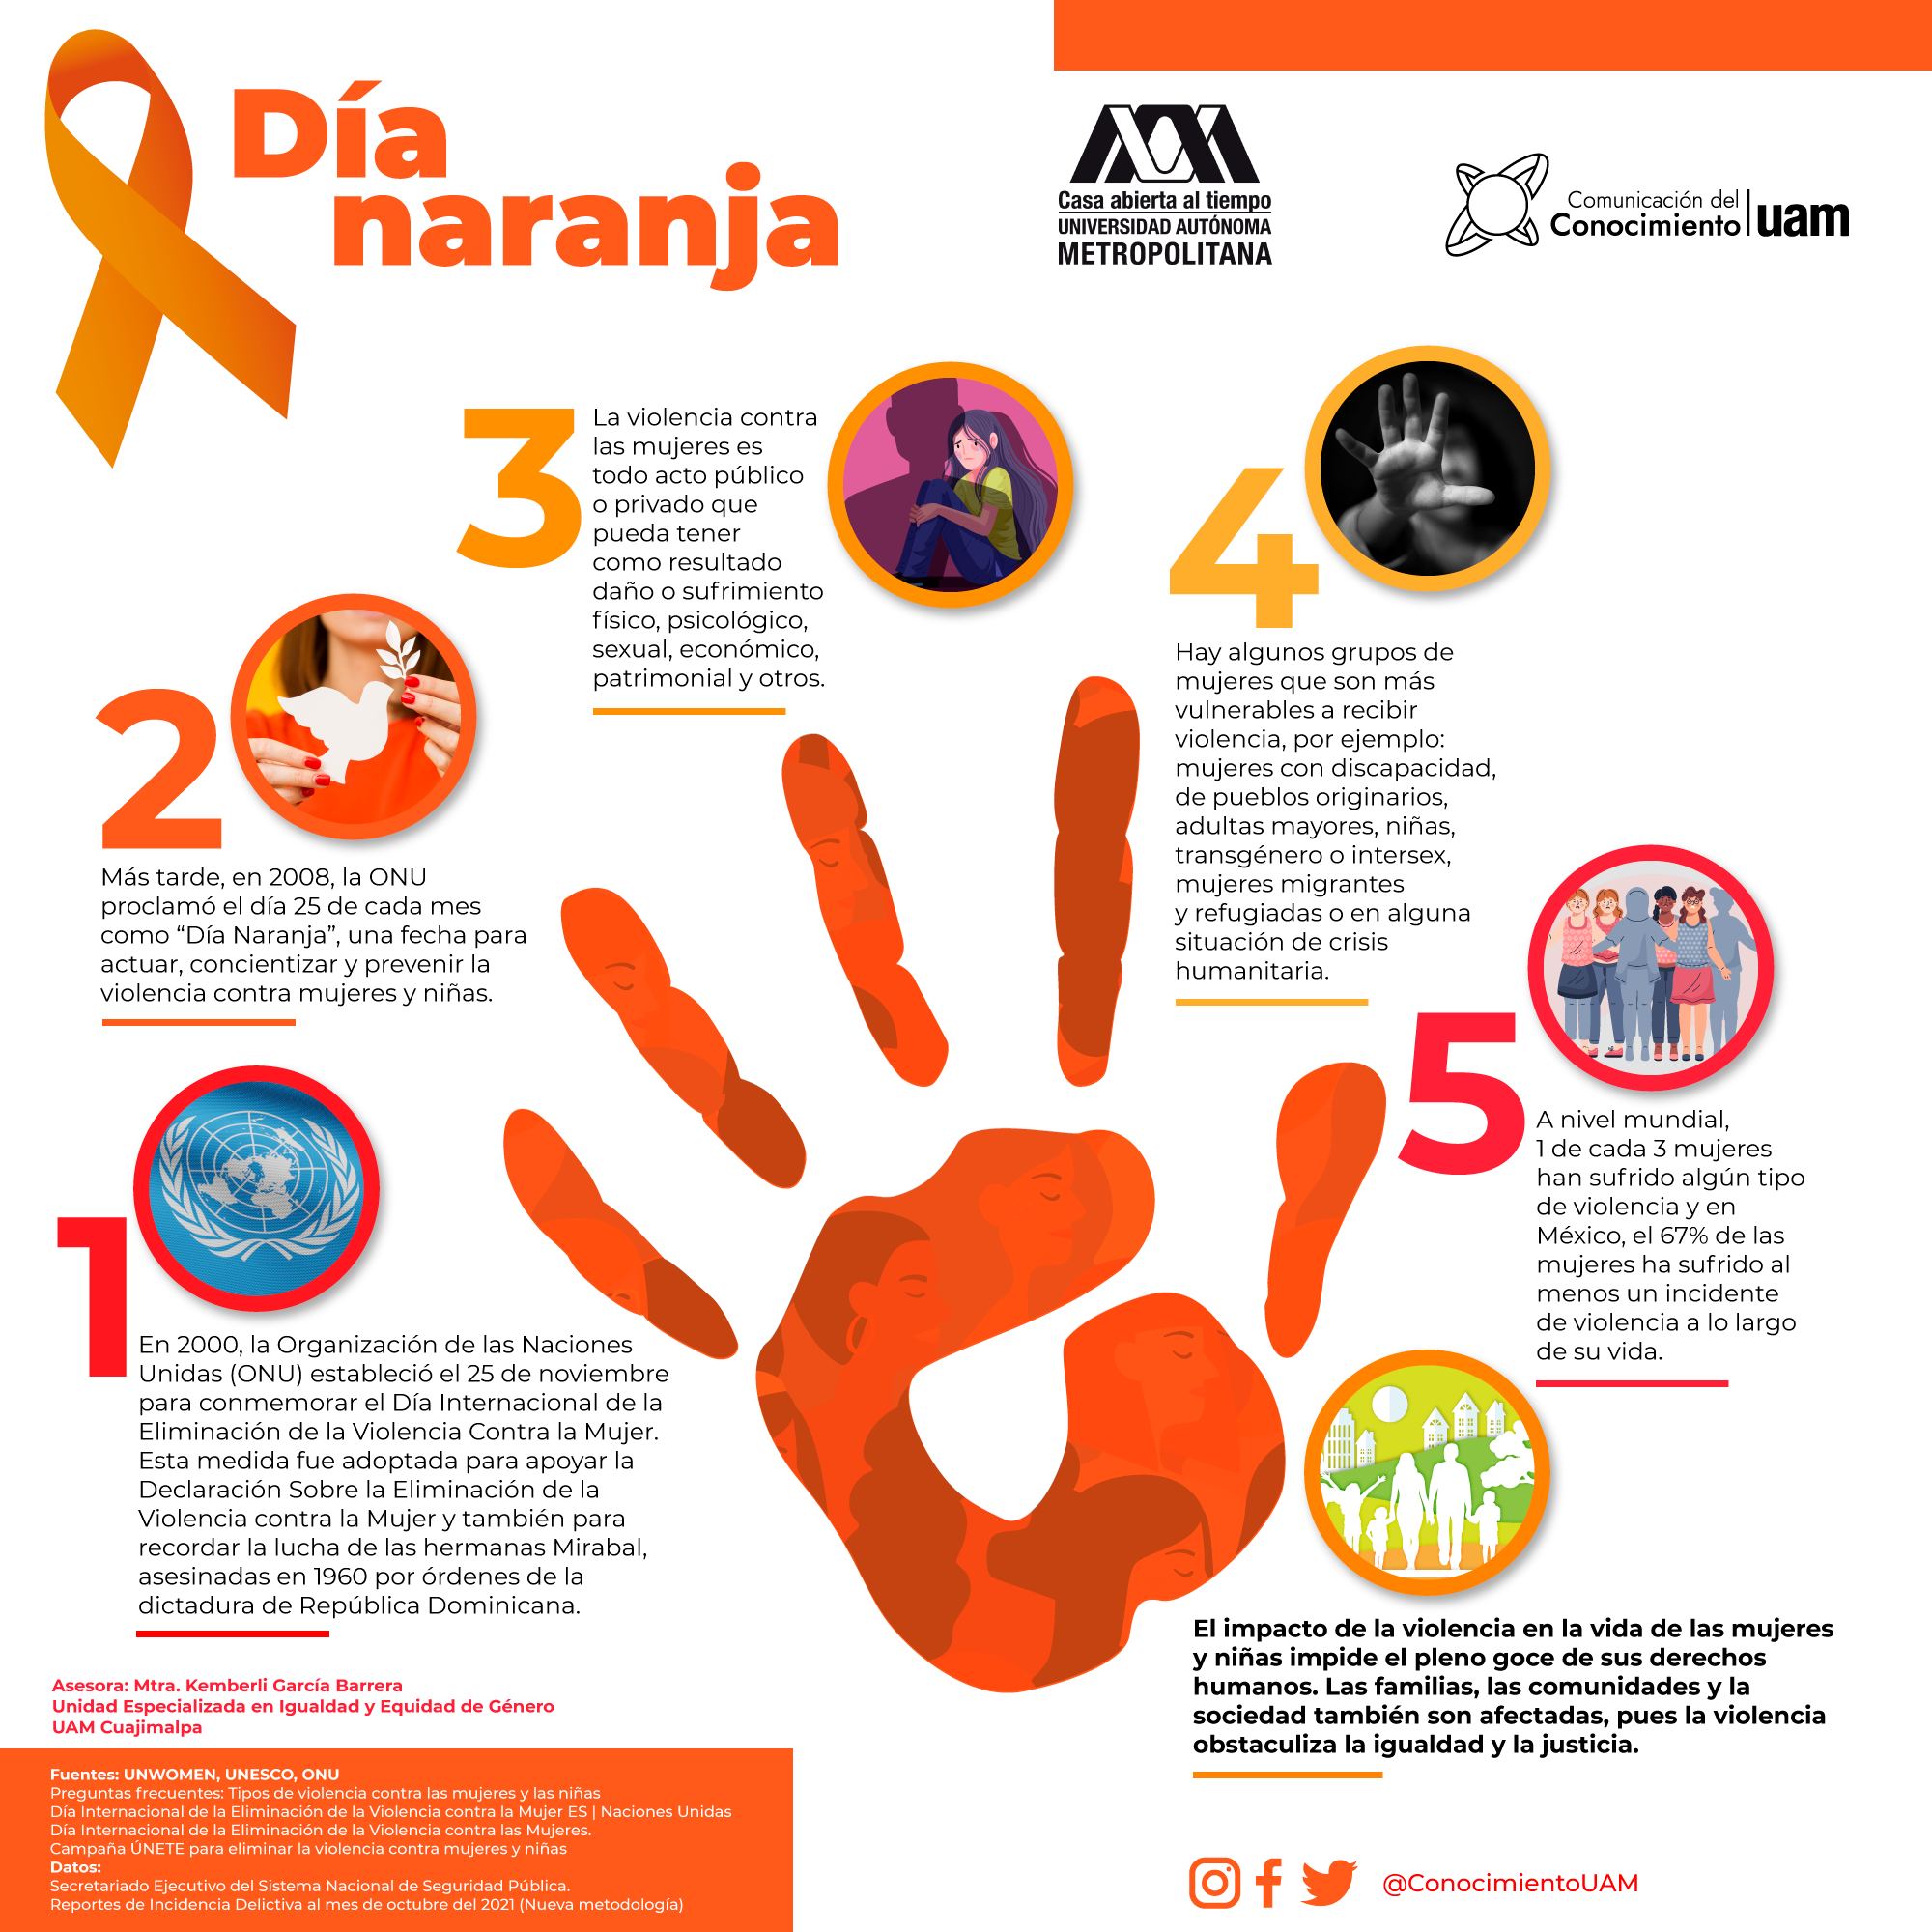 Día
naranja
Casa abierta al tiempo
UNIVERSIDAD AUTÓNOMA
METROPOLITANA
Comunicación del
Conocimiento
uam
1
En 2000, la Organización de las Naciones
Unidas (ONU) estableció el 25 de noviembre
para conmemorar el Día Internacional de la
Eliminación de la Violencia Contra la Mujer.
Esta medida fue adoptada para apoyar la
Declaración Sobre la Eliminación de la
Violencia contra la Mujer y también para
recordar la lucha de las hermanas Mirabal,
asesinadas en 1960 por órdenes de la
dictadura de República Dominicana.
2
Más tarde, en 2008, la ONU
proclamó el día 25 de cada mes
como “Día Naranja”, una fecha para
actuar, concientizar y prevenir la
violencia contra mujeres y niñas.
3
La violencia contra
las mujeres es
todo acto público
o privado que
pueda tener
como resultado
daño o sufrimiento
físico, psicológico,
sexual, económico,
patrimonial y otros.
4
Hay algunos grupos de
mujeres que son más
vulnerables a recibir
violencia, por ejemplo:
mujeres con discapacidad,
de pueblos originarios,
adultas mayores, niñas,
transgénero o intersex,
mujeres migrantes
y refugiadas o en alguna
situación de crisis
humanitaria.
5
A nivel mundial,
1 de cada 3 mujeres
han sufrido algún tipo
de violencia y en
México, el 67% de las
mujeres ha sufrido al
menos un incidente
de violencia a lo largo
de su vida.
El impacto de la violencia en la vida de las mujeres
y niñas impide el pleno goce de sus derechos
humanos. Las familias, las comunidades y la
sociedad también son afectadas, pues la violencia
obstaculiza la igualdad y la justicia.
Asesora: Mtra. Kemberli García Barrera
Unidad Especializada en Igualdad y Equidad de Género
UAM Cuajimalpa
Fuentes: UNWOMEN, UNESCO, ONU
Preguntas frecuentes: Tipos de violencia contra las mujeres y las niñas
Día Internacional de la Eliminación de la Violencia contra la Mujer ES | Naciones Unidas
Día Internacional de la Eliminación de la Violencia contra las Mujeres.
Campaña ÚNETE para eliminar la violencia contra mujeres y niñas
Datos:
Secretariado Ejecutivo del Sistema Nacional de Seguridad Pública.
Reportes de Incidencia Delictiva al mes de octubre del 2021 (Nueva metodología)
@ConocimientoUAM